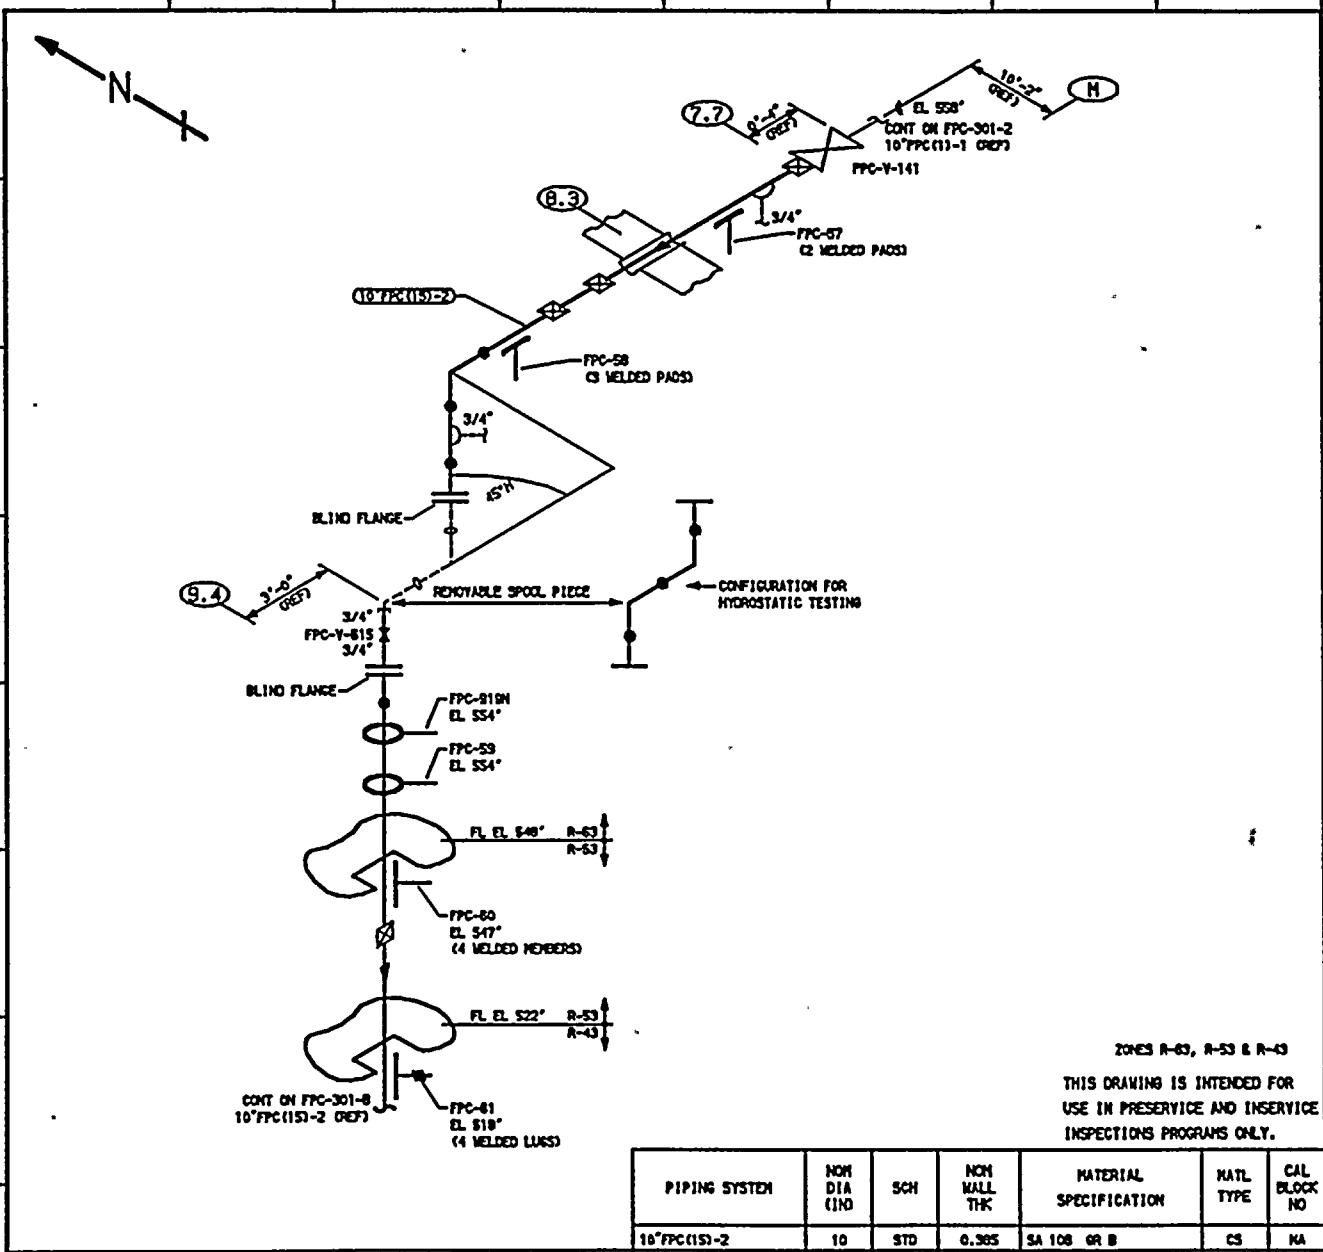 N
7.7
0'-4"
(REF)
10'-2"
(REF)
M
EL 558'
CONT ON FPC-301-2
10"FPC(1)-1 (REF)
FPC-V-141
8.3
3/4"
FPC-57
(2 WELDED PADS)
10"FPC(15)-2
FPC-58
(3 WELDED PADS)
3/4"
45°H
BLIND FLANGE
9.4
3'-0"
(REF)
REMOVABLE SPOOL PIECE
CONFIGURATION FOR
HYDROSTATIC TESTING
3/4"
FPC-V-615
3/4"
BLIND FLANGE
FPC-919N
EL 554'
FPC-59
EL 554'
FL EL 548' R-63
R-53
FPC-60
EL 547'
(4 WELDED MEMBERS)
FL EL 522' R-53
R-43
CONT ON FPC-301-8
10"FPC(15)-2 (REF)
FPC-61
EL 518'
(4 WELDED LUGS)
ZONES R-63, R-53 & R-43
THIS DRAWING IS INTENDED FOR
USE IN PRESERVICE AND INSERVICE
INSPECTIONS PROGRAMS ONLY.
PIPING SYSTEM NOM DIA (IN) SCH NOM WALL THK MATERIAL SPECIFICATION MATL TYPE CAL BLOCK NO
10"FPC(15)-2 10 STD 0.365 SA 106 GR B CS NA